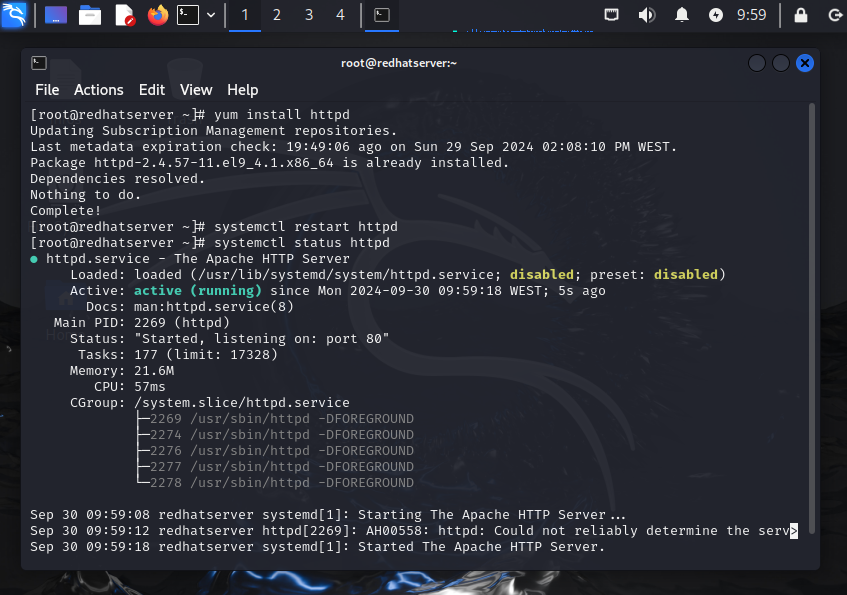 1 2 3 4 9:59
root@redhatserver:~
File Actions Edit View Help
[root@redhatserver ~]# yum install httpd
Updating Subscription Management repositories.
Last metadata expiration check: 19:49:06 ago on Sun 29 Sep 2024 02:08:10 PM WEST.
Package httpd-2.4.57-11.el9_4.1.x86_64 is already installed.
Dependencies resolved.
Nothing to do.
Complete!
[root@redhatserver ~]# systemctl restart httpd
[root@redhatserver ~]# systemctl status httpd
● httpd.service - The Apache HTTP Server
Loaded: loaded (/usr/lib/systemd/system/httpd.service; disabled; preset: disabled)
Active: active (running) since Mon 2024-09-30 09:59:18 WEST; 5s ago
Docs: man:httpd.service(8)
Main PID: 2269 (httpd)
Status: "Started, listening on: port 80"
Tasks: 177 (limit: 17328)
Memory: 21.6M
CPU: 57ms
CGroup: /system.slice/httpd.service
├─2269 /usr/sbin/httpd -DFOREGROUND
├─2274 /usr/sbin/httpd -DFOREGROUND
├─2276 /usr/sbin/httpd -DFOREGROUND
├─2277 /usr/sbin/httpd -DFOREGROUND
└─2278 /usr/sbin/httpd -DFOREGROUND
Sep 30 09:59:08 redhatserver systemd[1]: Starting The Apache HTTP Server...
Sep 30 09:59:12 redhatserver httpd[2269]: AH00558: httpd: Could not reliably determine the serv>
Sep 30 09:59:18 redhatserver systemd[1]: Started The Apache HTTP Server.